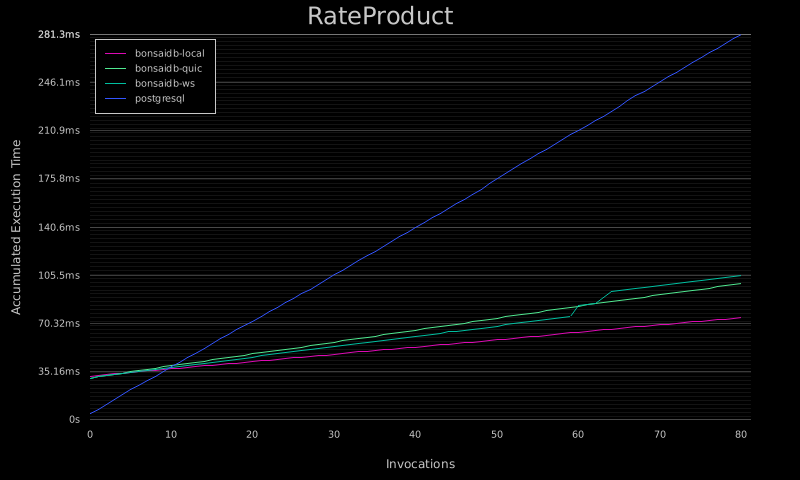 RateProduct
281.3ms
bonsaidb-local
bonsaidb-quic
bonsaidb-ws
postgresql
246.1ms
210.9ms
175.8ms
140.6ms
105.5ms
70.32ms
35.16ms
0s
Accumulated Execution Time
0 10 20 30 40 50 60 70 80
Invocations